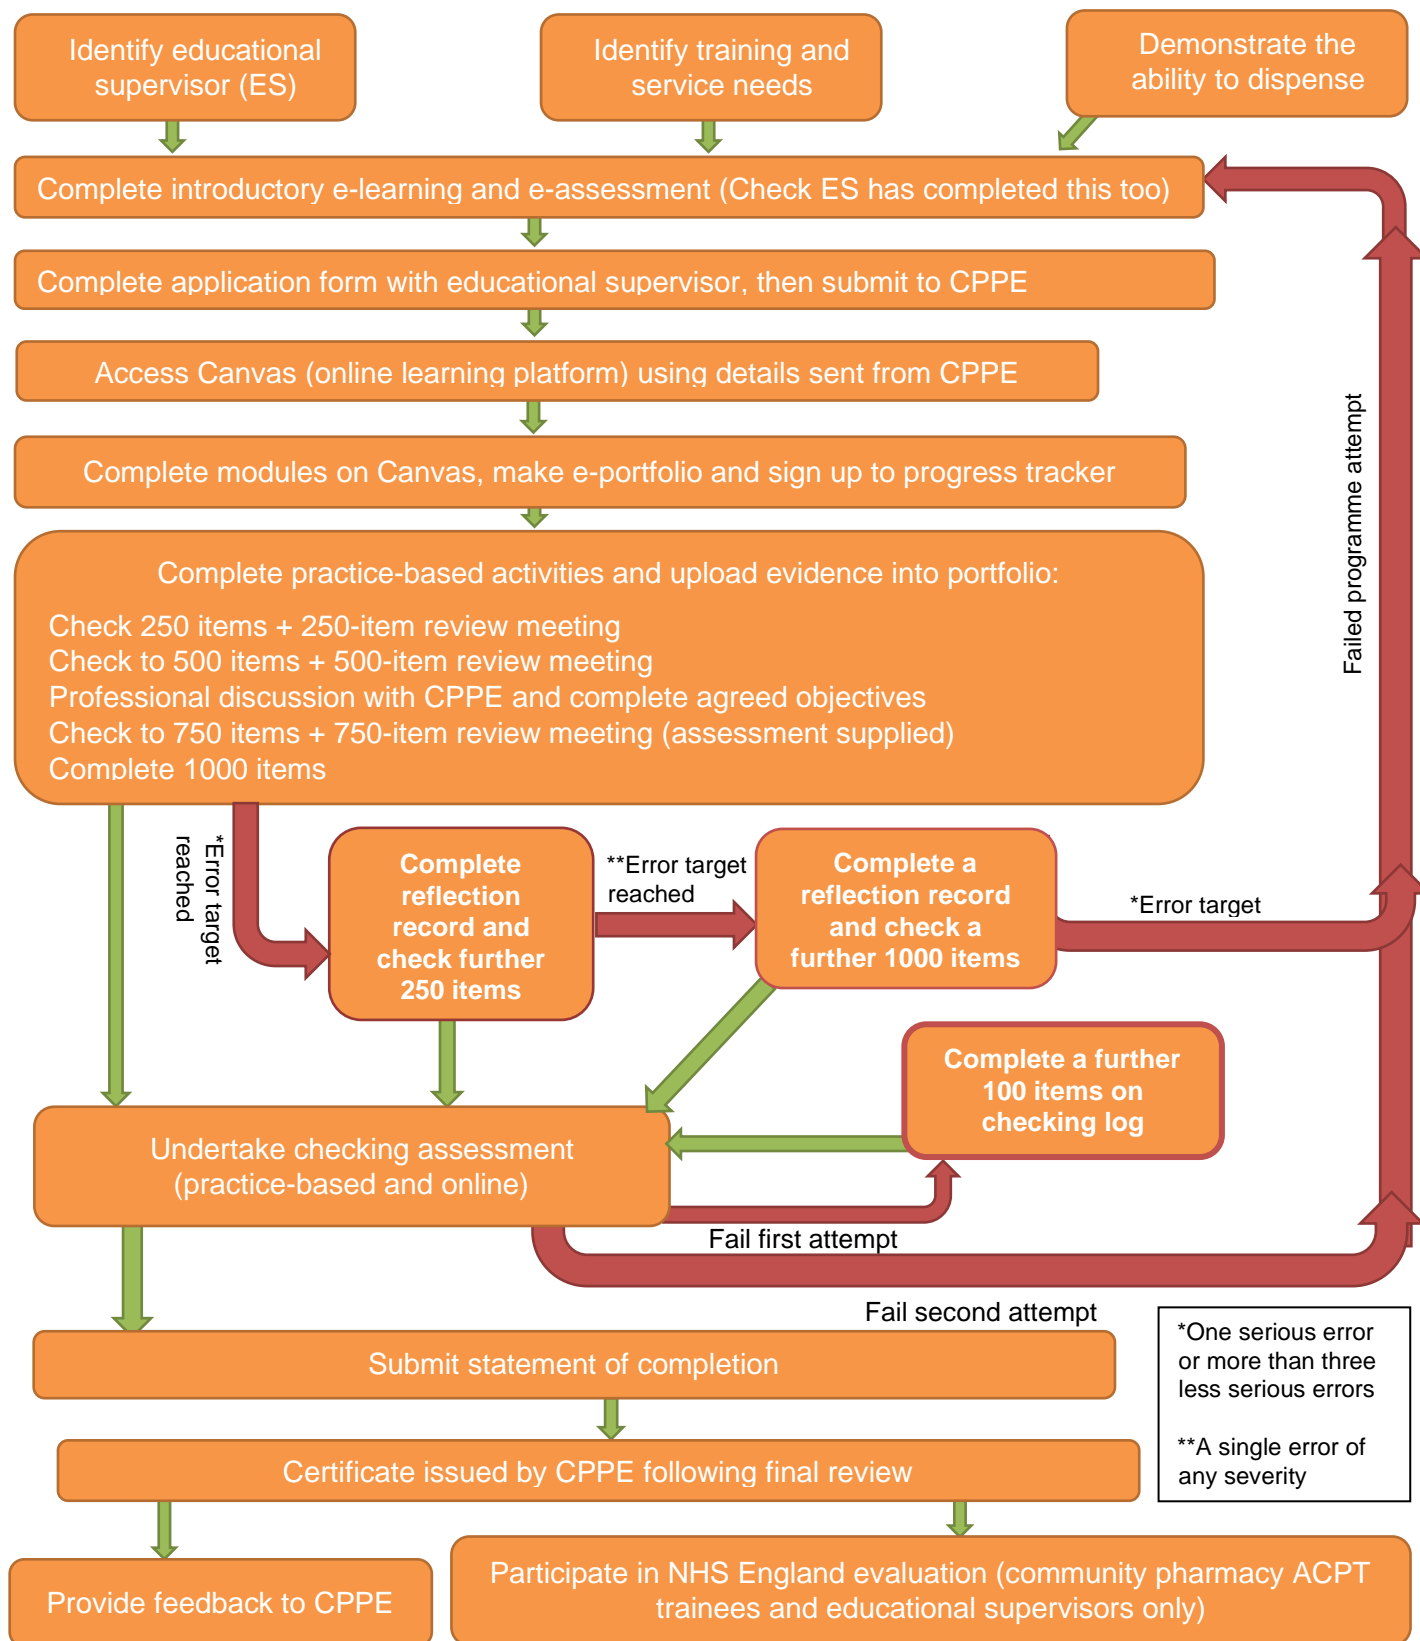 Identify educational
supervisor (ES)
Identify training and
service needs
Demonstrate the
ability to dispense
Complete introductory e-learning and e-assessment (Check ES has completed this too)
Complete application form with educational supervisor, then submit to CPPE
Access Canvas (online learning platform) using details sent from CPPE
Complete modules on Canvas, make e-portfolio and sign up to progress tracker
Complete practice-based activities and upload evidence into portfolio:
Check 250 items + 250-item review meeting
Check to 500 items + 500-item review meeting
Professional discussion with CPPE and complete agreed objectives
Check to 750 items + 750-item review meeting (assessment supplied)
Complete 1000 items
Failed programme attempt
*Error target
reached
Complete
reflection
record and
check further
250 items
**Error target
reached
Complete a
reflection record
and check a
further 1000 items
*Error target
Complete a further
100 items on
checking log
Undertake checking assessment
(practice-based and online)
Fail first attempt
Fail second attempt
Submit statement of completion
*One serious error
or more than three
less serious errors
**A single error of
any severity
Certificate issued by CPPE following final review
Provide feedback to CPPE
Participate in NHS England evaluation (community pharmacy ACPT
trainees and educational supervisors only)